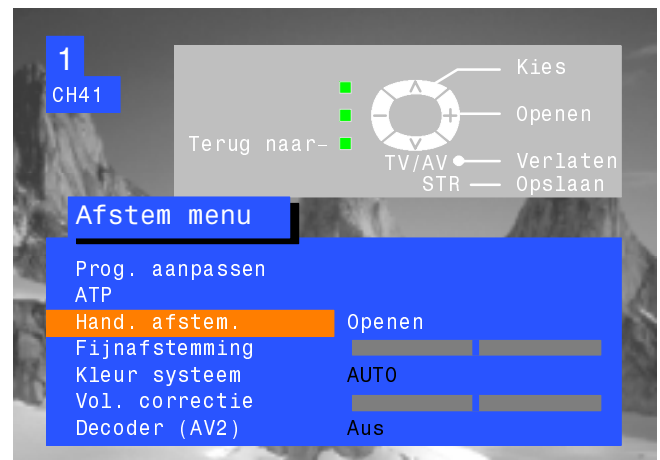 1
CH41
Kies
Openen
Terug naar-
TV/AV Verlaten
STR Opslaan
Afstem menu
Prog. aanpassen
ATP
Hand. afstem. Openen
Fijnafstemming
Kleur systeem AUTO
Vol. correctie
Decoder (AV2) Aus